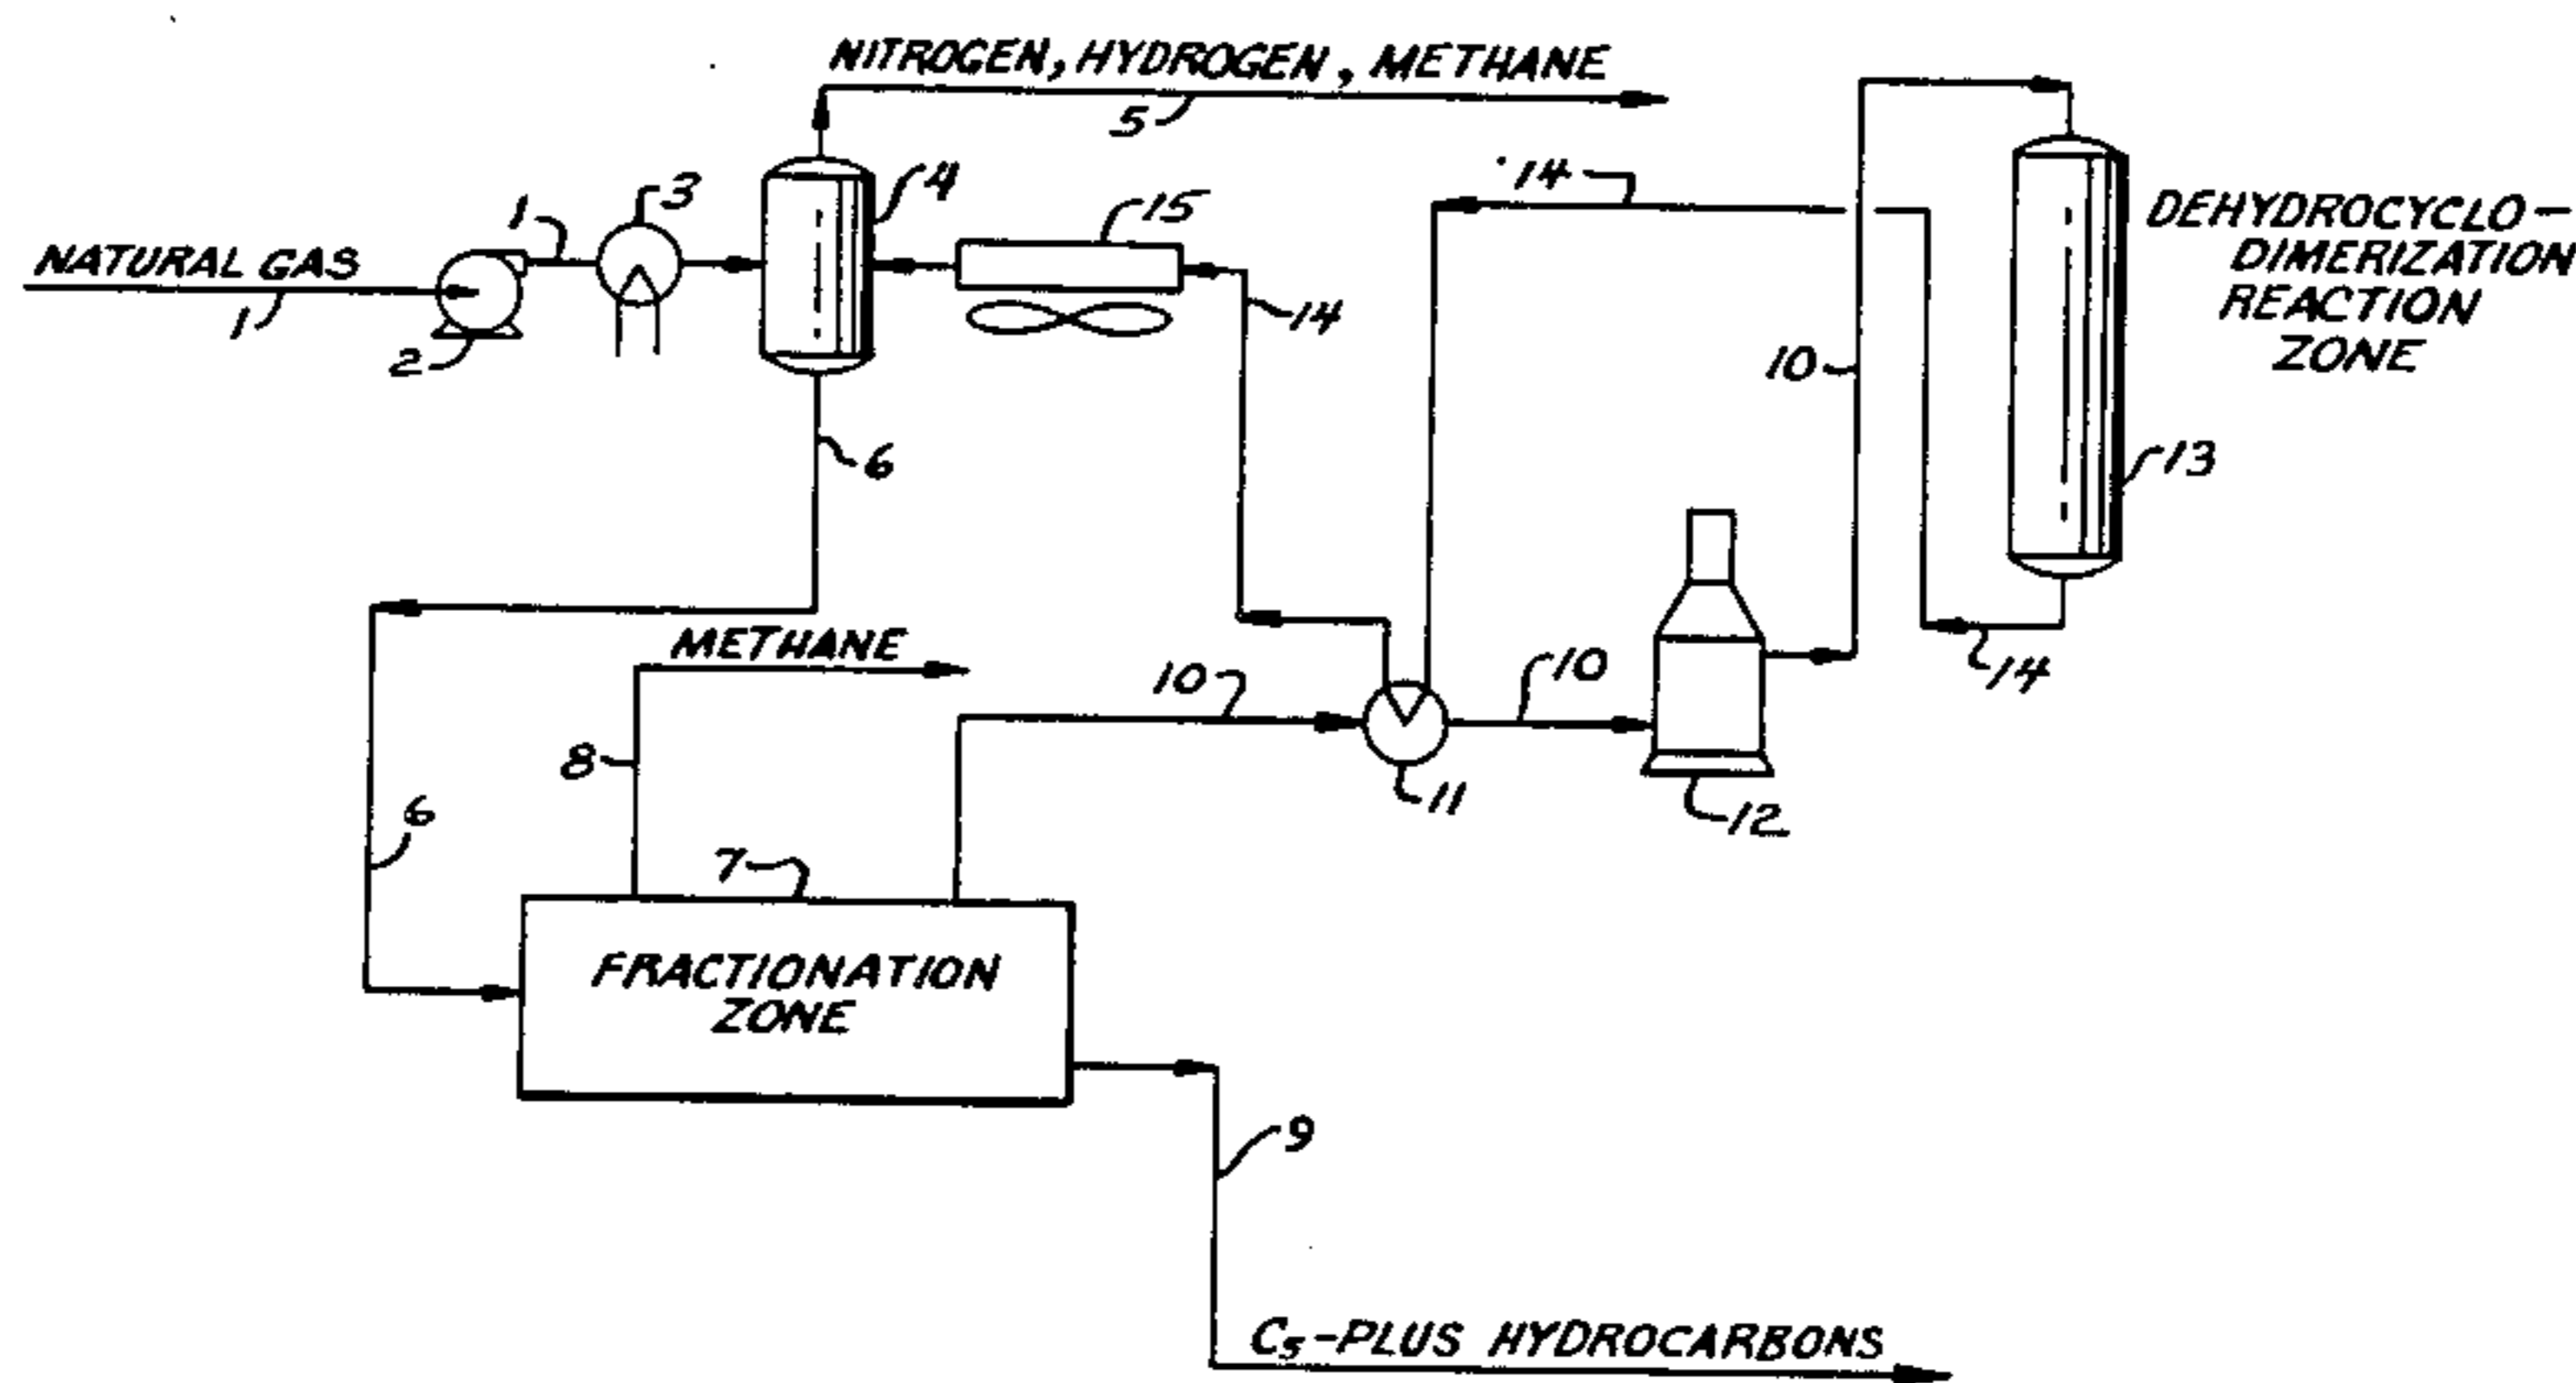 NITROGEN, HYDROGEN, METHANE
5
14
1
3
4
15
DEHYDROCYCLO-
DIMERIZATION
REACTION
ZONE
NATURAL GAS
1
2
14
10
6
13
METHANE
10
10
14
8
11
12
6
7
FRACTIONATION
ZONE
9
C5-PLUS HYDROCARBONS